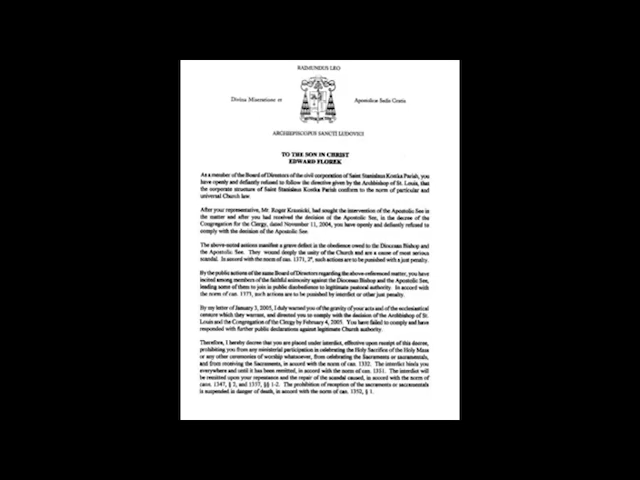 RAIMUNDUS LEO
Divina Miseratione et
Apostolicæ Sedis Gratia
ARCHIEPISCOPUS SANCTI LUDOVICI
TO THE SON IN CHRIST
EDWARD FLOREK
As a member of the Board of Directors of the civil corporation of Saint Stanislaus Kostka Parish, you
have openly and defiantly refused to follow the directive given by the Archbishop of St. Louis, that
the corporate structure of Saint Stanislaus Kostka Parish conform to the norm of particular and
universal Church law.
After your representative, Mr. Roger Krasnicki, had sought the intervention of the Apostolic See in
the matter and after you had received the decision of the Apostolic See, in the decree of the
Congregation for the Clergy, dated November 11, 2004, you have openly and defiantly refused to
comply with the decision of the Apostolic See.
The above-noted actions manifest a grave defect in the obedience owed to the Diocesan Bishop and
the Apostolic See. They wound deeply the unity of the Church and are a cause of most serious
scandal. In accord with the norm of can. 1371, 2°, such actions are to be punished with a just penalty.
By the public actions of the same Board of Directors regarding the above-referenced matter, you have
incited among members of the faithful animosity against the Diocesan Bishop and the Apostolic See,
leading some of them to join in public disobedience to legitimate pastoral authority. In accord with
the norm of can. 1373, such actions are to be punished by interdict or other just penalty.
By my letter of January 3, 2005, I duly warned you of the gravity of your acts and of the ecclesiastical
censure which they warrant, and directed you to comply with the decision of the Archbishop of St.
Louis and the Congregation of the Clergy by February 4, 2005. You have failed to comply and have
responded with further public declarations against legitimate Church authority.
Therefore, I hereby decree that you are placed under interdict, effective upon receipt of this decree,
prohibiting you from any ministerial participation in celebrating the Holy Sacrifice of the Holy Mass
or any other ceremonies of worship whatsoever, from celebrating the Sacraments or sacramentals,
and from receiving the Sacraments, in accord with the norm of can. 1332. The interdict binds you
everywhere and until it has been remitted, in accord with the norm of can. 1351. The interdict will
be remitted upon your repentance and the repair of the scandal caused, in accord with the norm of
cann. 1347, § 2, and 1357, §§ 1-2. The prohibition of reception of the sacraments or sacramentals
is suspended in danger of death, in accord with the norm of can. 1352, § 1.